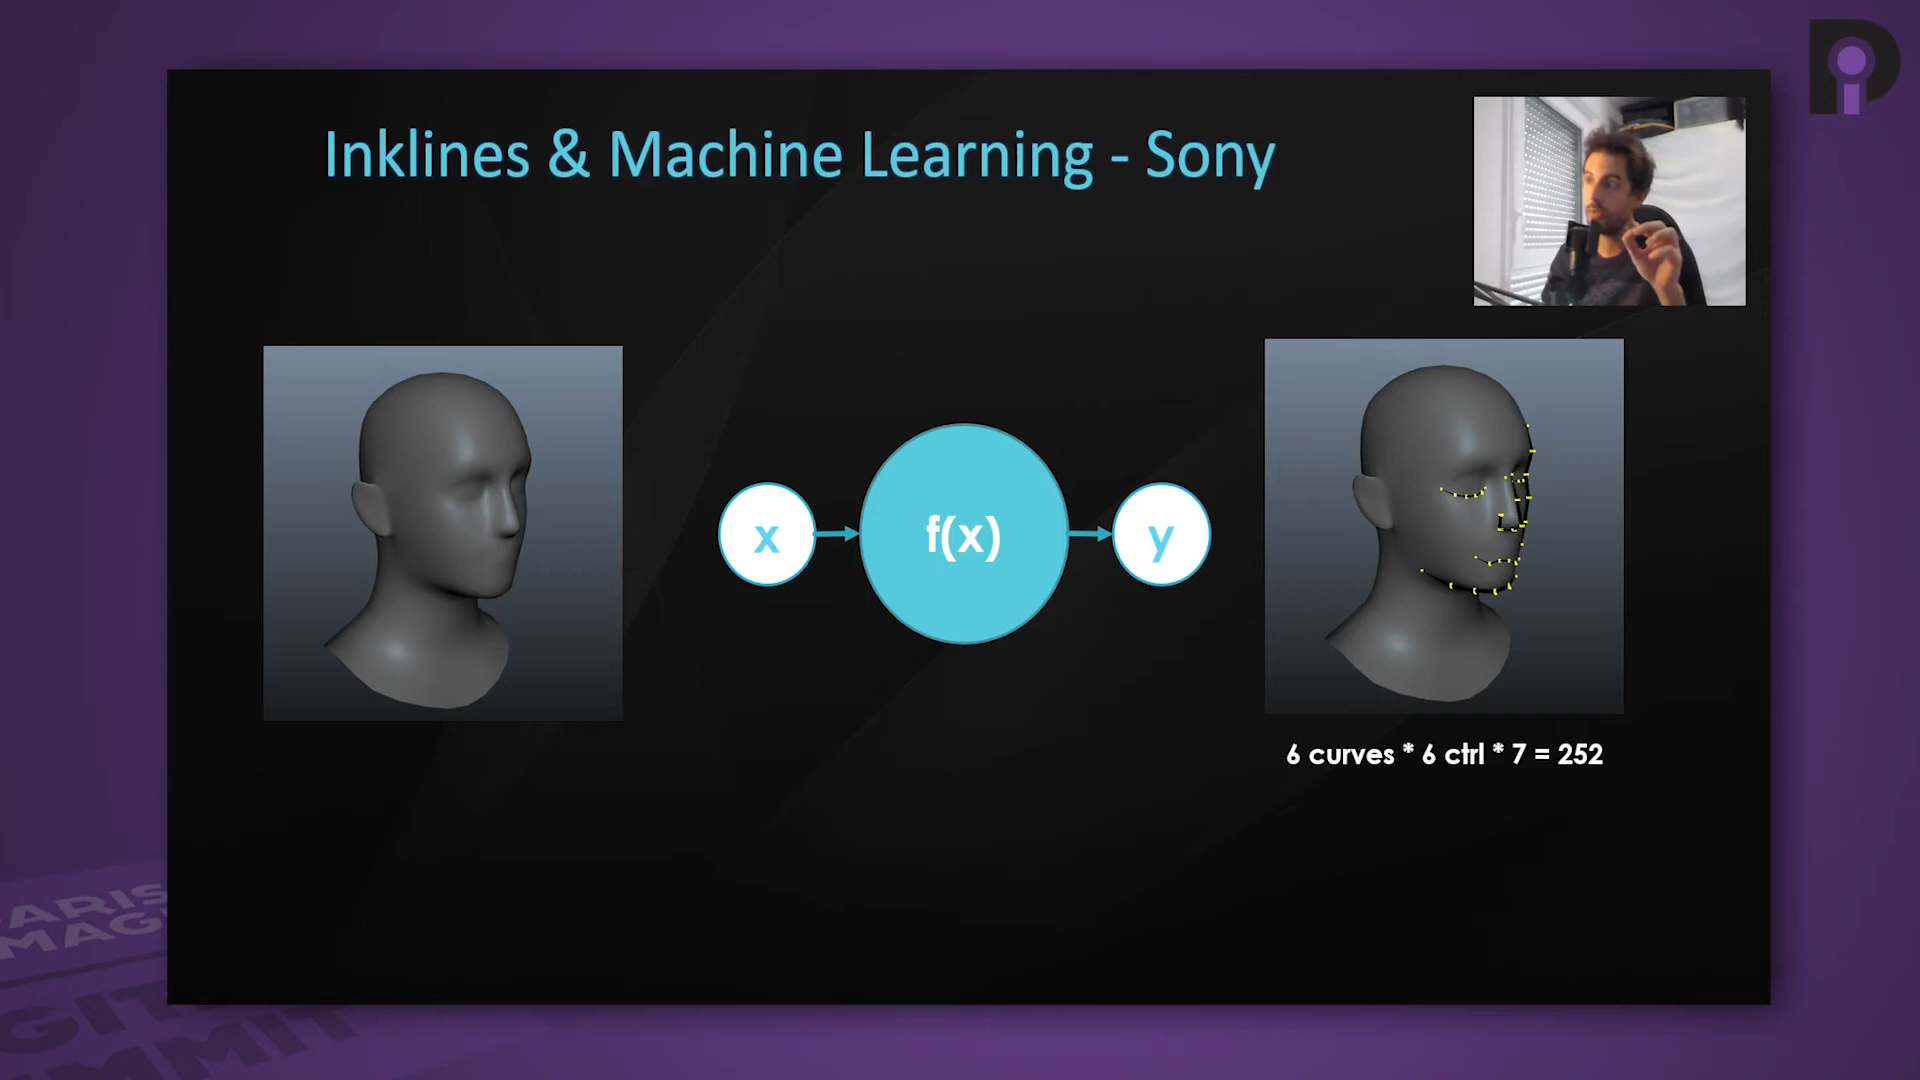 Inklines & Machine Learning - Sony
x
f(x)
y
6 curves * 6 ctrl * 7 = 252